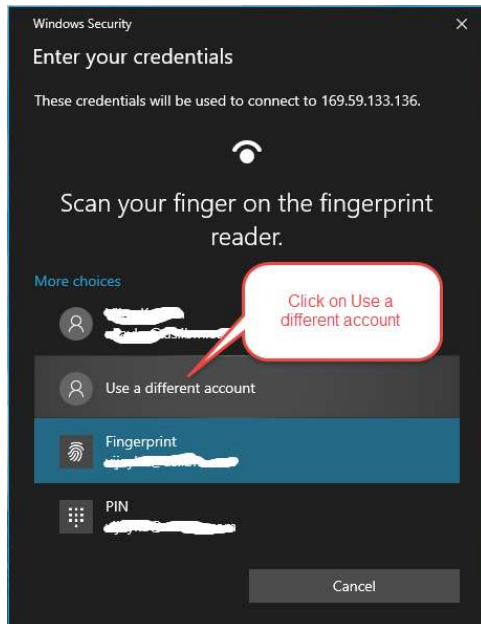 Windows Security
Enter your credentials
These credentials will be used to connect to 169.59.133.136.
Scan your finger on the fingerprint
reader.
More choices
Click on Use a
different account
Use a different account
Fingerprint
PIN
Cancel